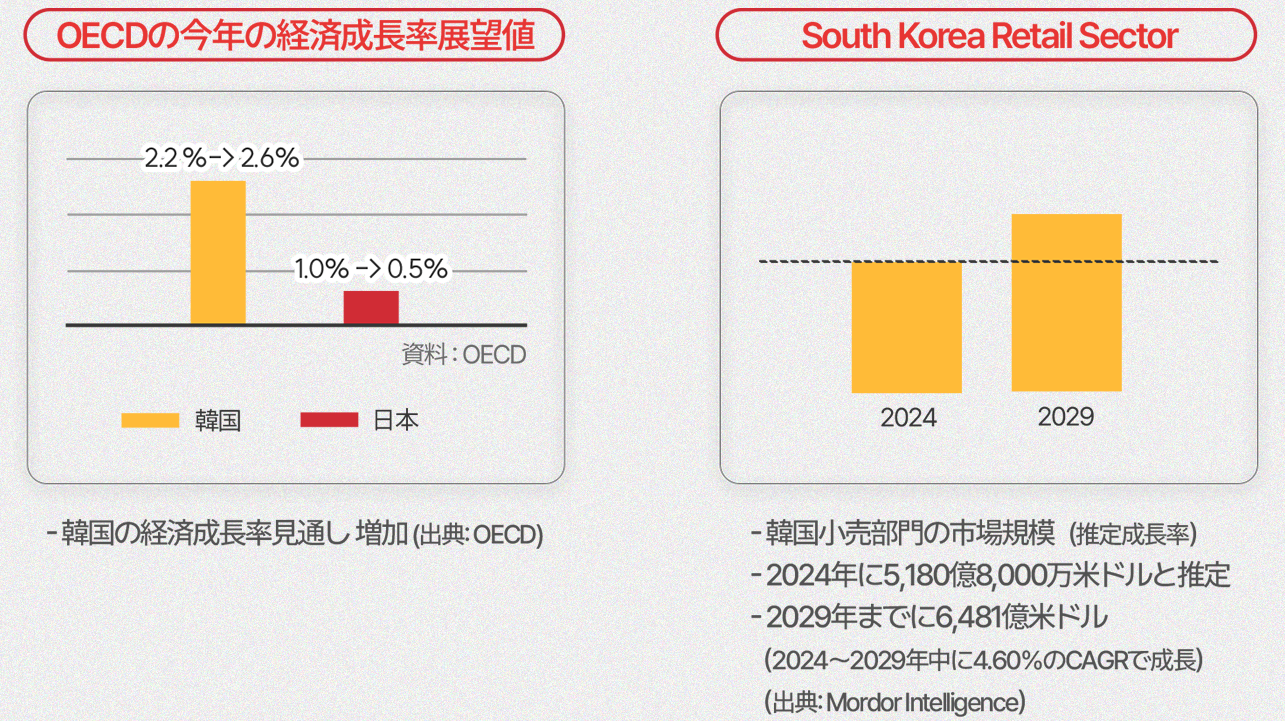 OECDの今年の経済成長率展望値
2.2%->2.6%
1.0%->0.5%
資料:OECD
韓国
日本
-韓国の経済成長率見通し 増加(出典:OECD)
South Korea Retail Sector
2024
2029
-韓国小売部門の市場規模 (推定成長率)
-2024年に5,180億8,000万米ドルと推定
-2029年までに6,481億米ドル
(2024〜2029年中に4.60%のCAGRで成長)
(出典:Mordor Intelligence)